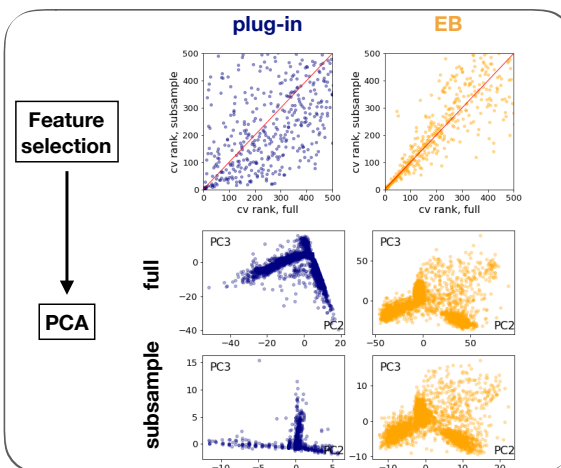 plug-in EB
Feature
selection
cv rank, subsample
500
400
300
200
100
0
0 100 200 300 400 500
cv rank, full
cv rank, subsample
500
400
300
200
100
0
0 100 200 300 400 500
cv rank, full
PCA
full
PC3
0
−20
−40
−40 −20 0 20
PC2
PC3
50
0
−50 0 50
PC2
subsample
PC3
15
10
5
0
−10 −5 0 5
PC2
PC3
10
0
−10
−10 0 10 20
PC2